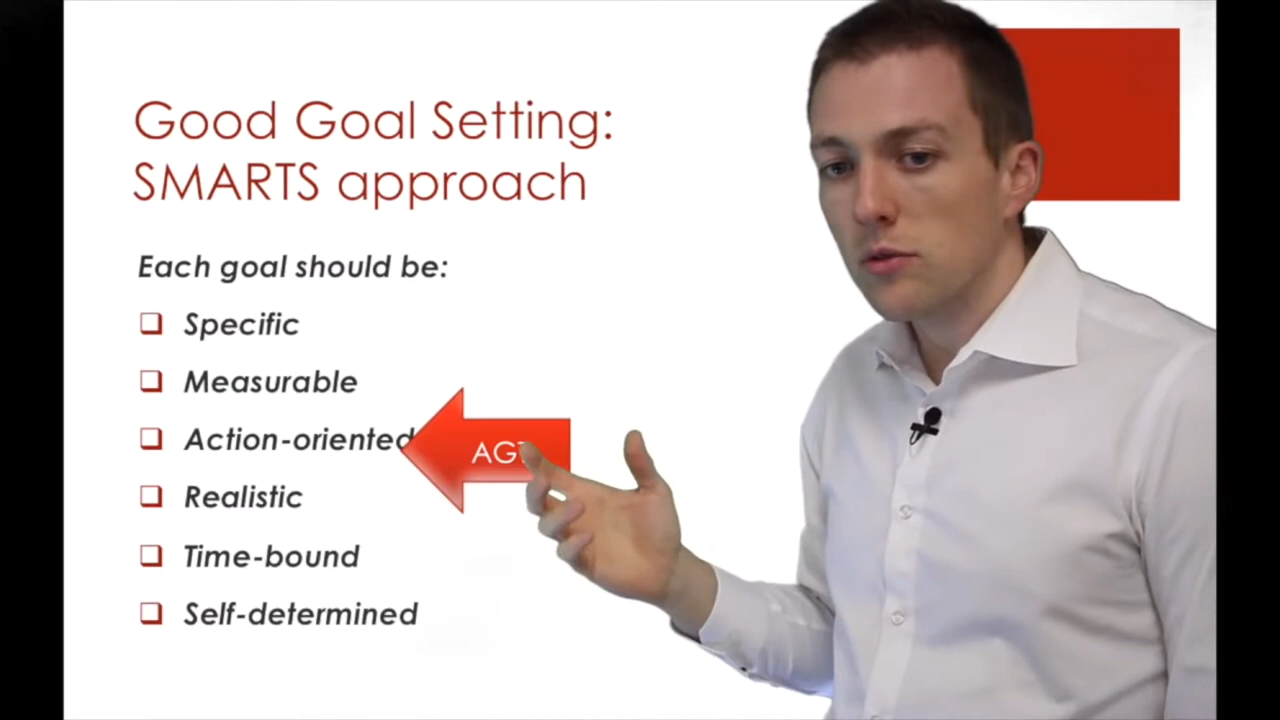 Good Goal Setting:
SMARTS approach
Each goal should be:
Specific
Measurable
Action-oriented
Realistic
Time-bound
Self-determined